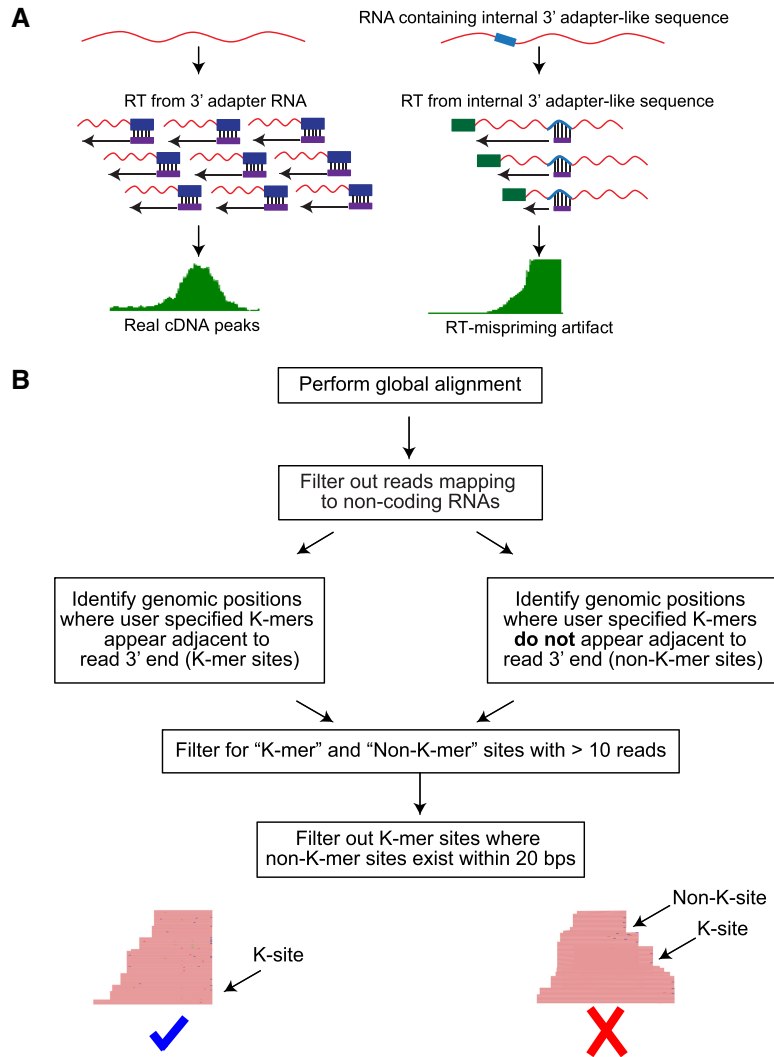 A
RNA containing internal 3’ adapter-like sequence
RT from 3’ adapter RNA
RT from internal 3’ adapter-like sequence
Real cDNA peaks
RT-mispriming artifact
B
Perform global alignment
Filter out reads mapping
to non-coding RNAs
Identify genomic positions
where user specified K-mers
appear adjacent to
read 3’ end (K-mer sites)
Identify genomic positions
where user specified K-mers
do not appear adjacent to
read 3’ end (non-K-mer sites)
Filter for “K-mer” and “Non-K-mer” sites with > 10 reads
Filter out K-mer sites where
non-K-mer sites exist within 20 bps
K-site
Non-K-site
K-site